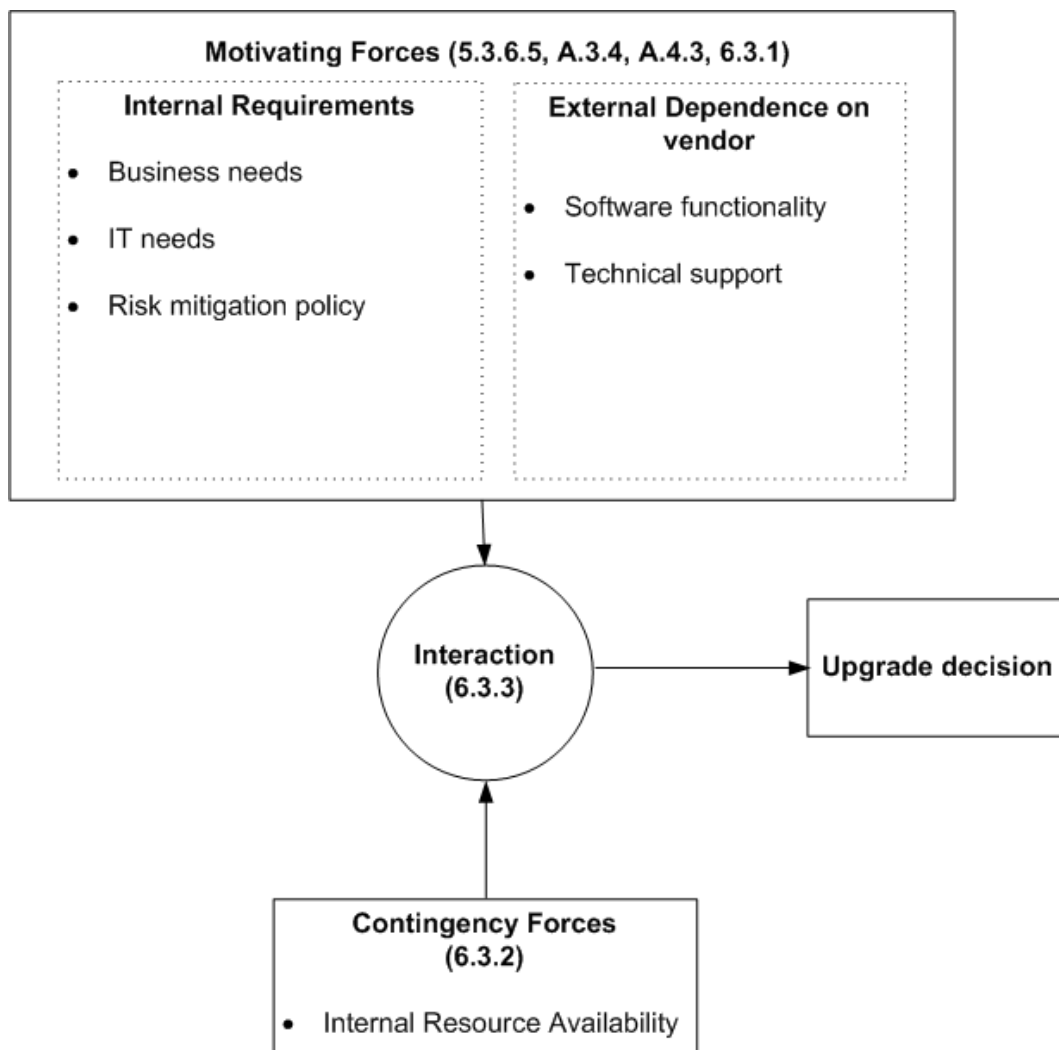 Motivating Forces (5.3.6.5, A.3.4, A.4.3, 6.3.1)
Internal Requirements
• Business needs
• IT needs
• Risk mitigation policy
External Dependence on
vendor
• Software functionality
• Technical support
Interaction
(6.3.3)
Upgrade decision
Contingency Forces
(6.3.2)
• Internal Resource Availability